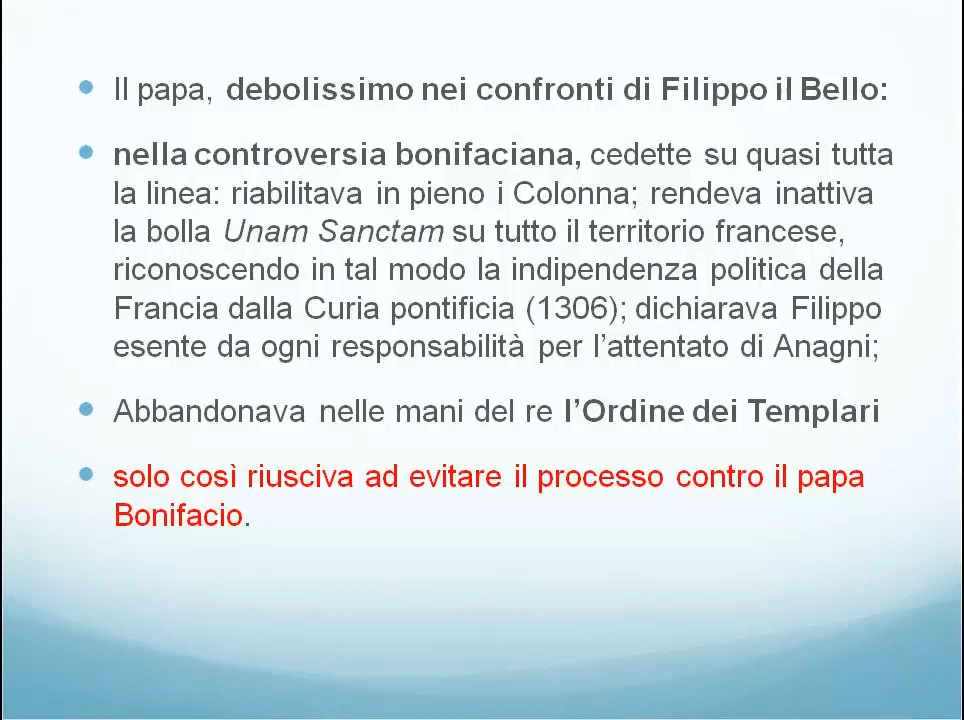 Il papa, debolissimo nei confronti di Filippo il Bello:
nella controversia bonifaciana, cedette su quasi tutta
la linea: riabilitava in pieno i Colonna; rendeva inattiva
la bolla Unam Sanctam su tutto il territorio francese,
riconoscendo in tal modo la indipendenza politica della
Francia dalla Curia pontificia (1306); dichiarava Filippo
esente da ogni responsabilità per l’attentato di Anagni;
Abbandonava nelle mani del re l’Ordine dei Templari
solo così riusciva ad evitare il processo contro il papa
Bonifacio.